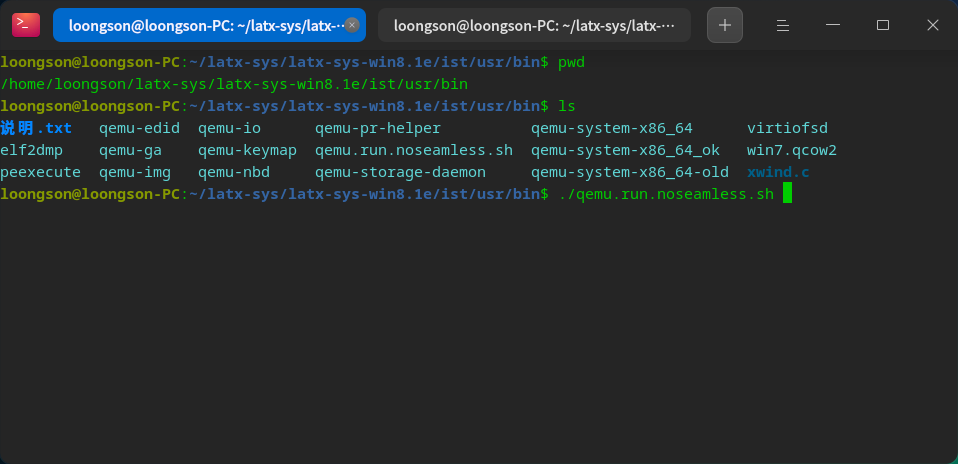 loongson@loongson-PC: ~/latx-sys/latx-··· loongson@loongson-PC: ~/latx-sys/latx-···
loongson@loongson-PC:~/latx-sys/latx-sys-win8.1e/ist/usr/bin$ pwd
/home/loongson/latx-sys/latx-sys-win8.1e/ist/usr/bin
loongson@loongson-PC:~/latx-sys/latx-sys-win8.1e/ist/usr/bin$ ls
说明.txt qemu-edid qemu-io qemu-pr-helper qemu-system-x86_64 virtiofsd
elf2dmp qemu-ga qemu-keymap qemu.run.noseamless.sh qemu-system-x86_64_ok win7.qcow2
peexecute qemu-img qemu-nbd qemu-storage-daemon qemu-system-x86_64-old xwind.c
loongson@loongson-PC:~/latx-sys/latx-sys-win8.1e/ist/usr/bin$ ./qemu.run.noseamless.sh